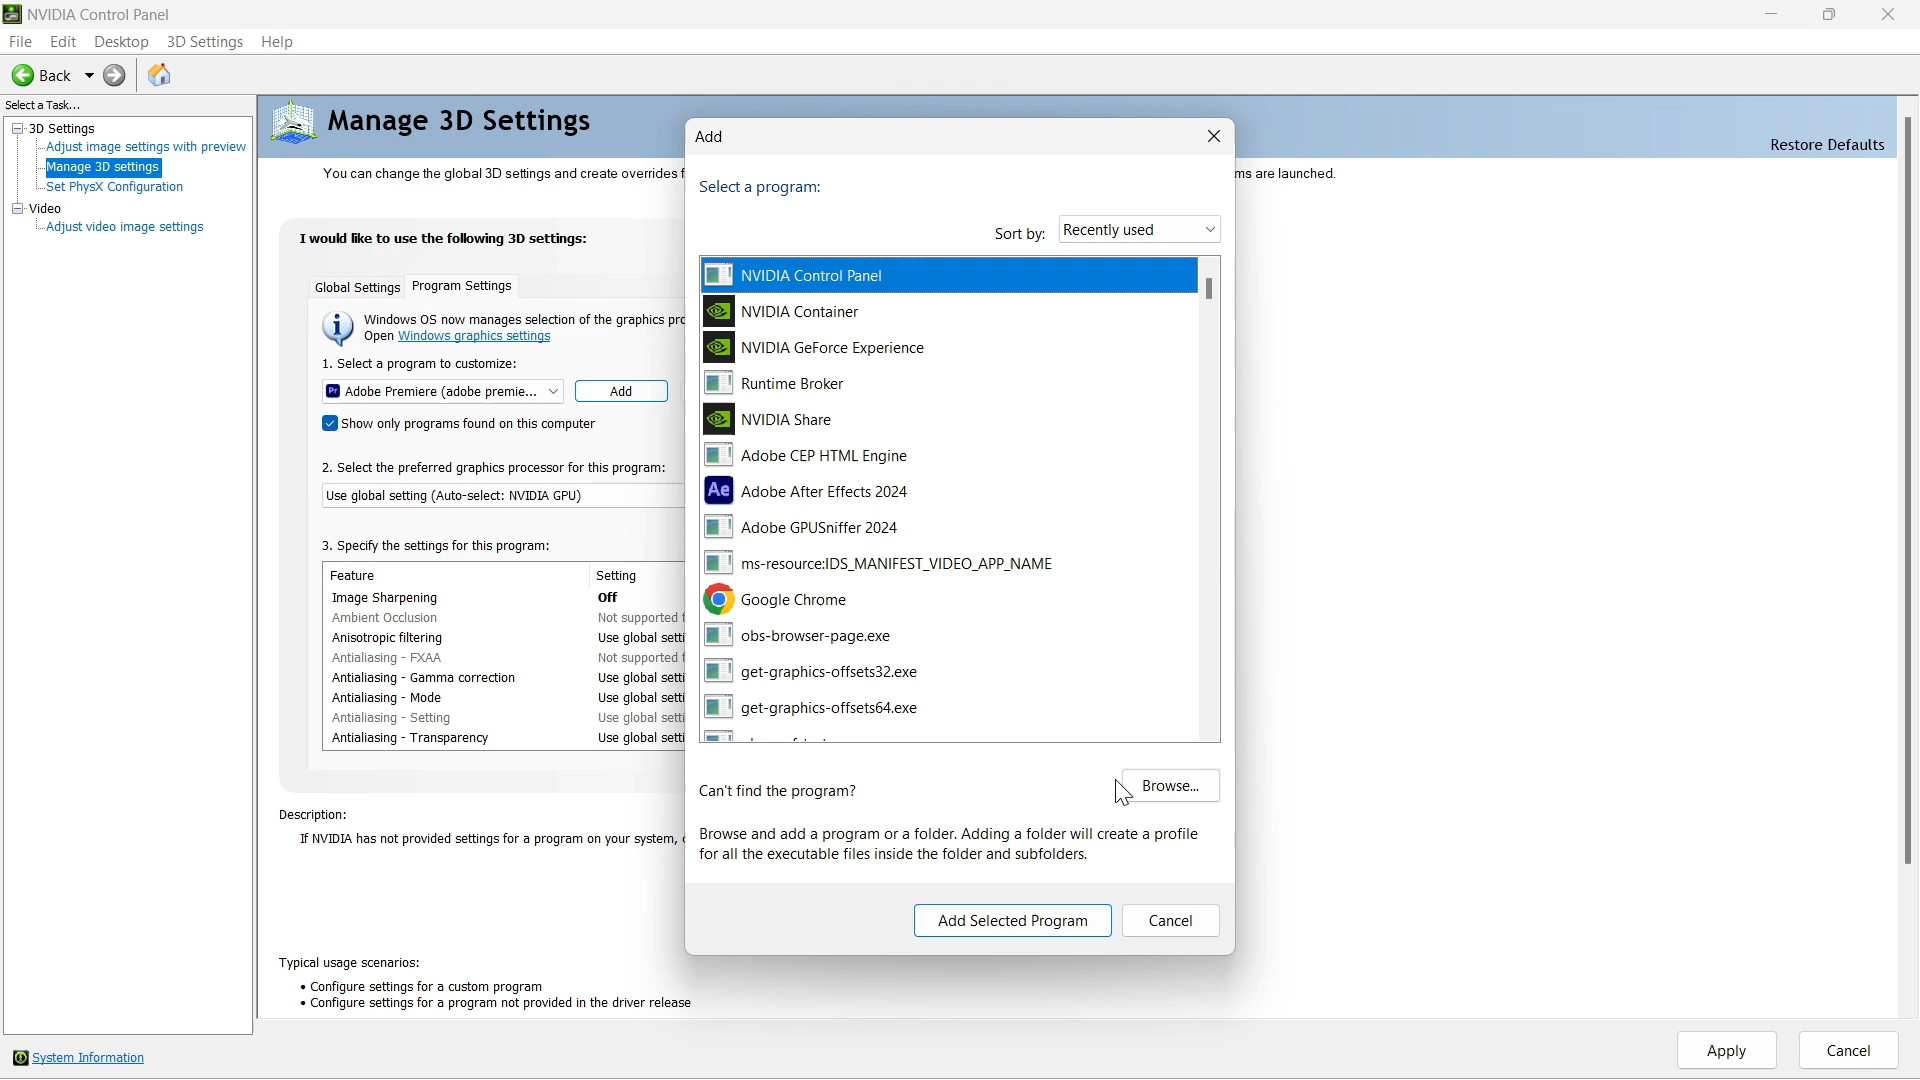 NVIDIA Control Panel
File Edit Desktop 3D Settings Help
Back
Select a Task...
3D Settings
Adjust image settings with preview
Manage 3D settings
Set PhysX Configuration
Video
Adjust video image settings
System Information
Manage 3D Settings
Restore Defaults
You can change the global 3D settings and create overrides f
ms are launched.
I would like to use the following 3D settings:
Global Settings Program Settings
Windows OS now manages selection of the graphics pro
Open Windows graphics settings
1. Select a program to customize:
Adobe Premiere (adobe premie... Add
Show only programs found on this computer
2. Select the preferred graphics processor for this program:
Use global setting (Auto-select: NVIDIA GPU)
3. Specify the settings for this program:
Feature Setting
Image Sharpening Off
Ambient Occlusion Not supported f
Anisotropic filtering Use global setti
Antialiasing - FXAA Not supported f
Antialiasing - Gamma correction Use global setti
Antialiasing - Mode Use global setti
Antialiasing - Setting Use global setti
Antialiasing - Transparency Use global setti
Description:
If NVIDIA has not provided settings for a program on your system,
Typical usage scenarios:
• Configure settings for a custom program
• Configure settings for a program not provided in the driver release
Add
Select a program:
Sort by: Recently used
NVIDIA Control Panel
NVIDIA Container
NVIDIA GeForce Experience
Runtime Broker
NVIDIA Share
Adobe CEP HTML Engine
Ae Adobe After Effects 2024
Adobe GPUSniffer 2024
ms-resource:IDS_MANIFEST_VIDEO_APP_NAME
Google Chrome
obs-browser-page.exe
get-graphics-offsets32.exe
get-graphics-offsets64.exe
Can't find the program? Browse...
Browse and add a program or a folder. Adding a folder will create a profile
for all the executable files inside the folder and subfolders.
Add Selected Program Cancel
Apply Cancel